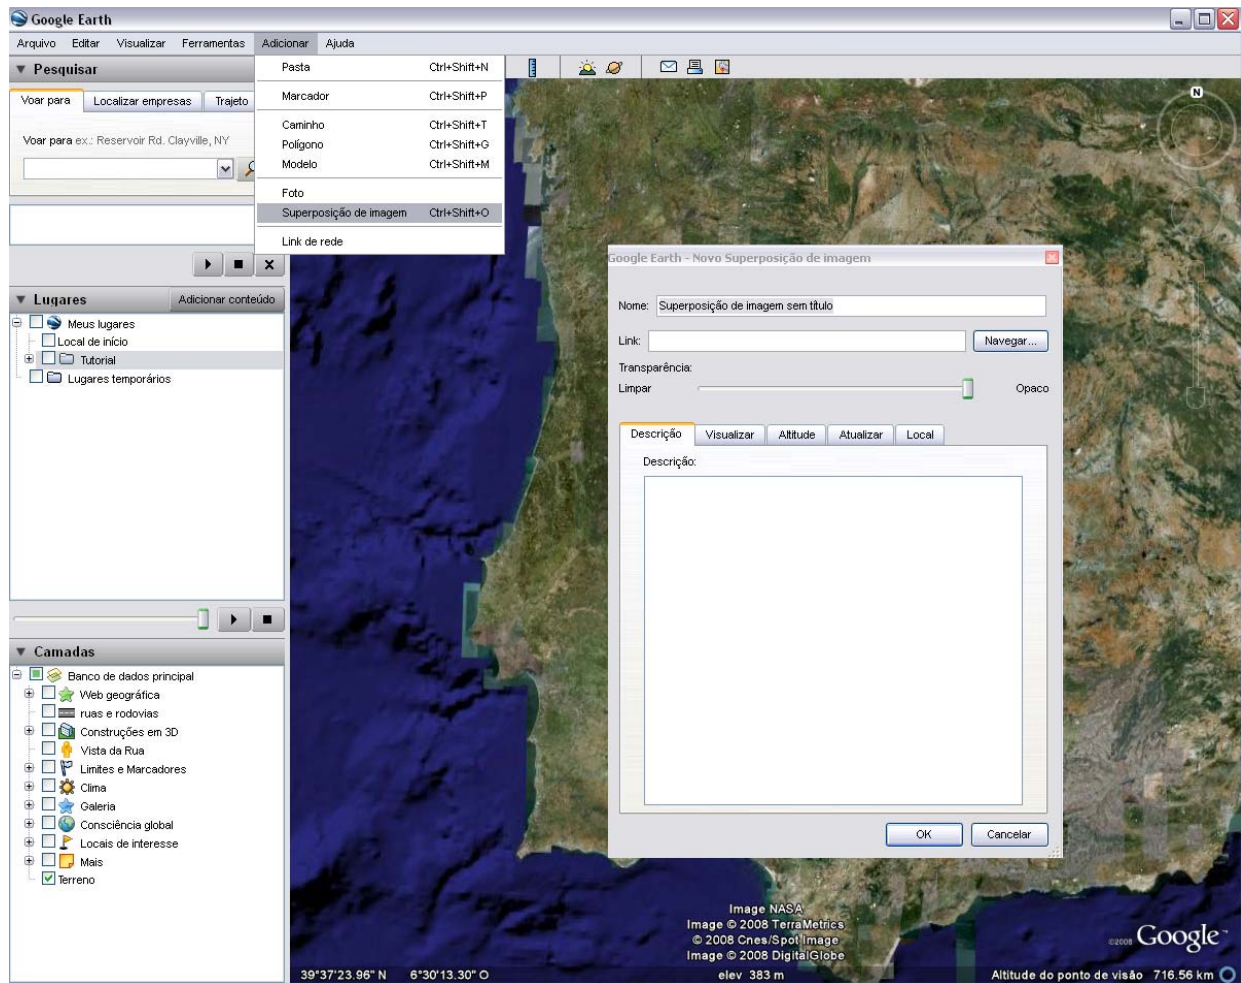 Google Earth
Arquivo Editar Visualizar Ferramentas Adicionar Ajuda
Pesquisar
Voar para Localizar empresas Trajeto
Voar para ex.: Reservoir Rd. Clayville, NY
Pasta Ctrl+Shift+N
Marcador Ctrl+Shift+P
Caminho Ctrl+Shift+T
Polígono Ctrl+Shift+G
Modelo Ctrl+Shift+M
Foto
Superposição de imagem Ctrl+Shift+O
Link de rede
N
Lugares Adicionar conteúdo
Meus lugares
Local de início
Tutorial
Lugares temporários
Camadas
Banco de dados principal
Web geográfica
ruas e rodovias
Construções em 3D
Vista da Rua
Limites e Marcadores
Clima
Galeria
Consciência global
Locais de interesse
Mais
Terreno
Google Earth - Novo Superposição de imagem
Nome: Superposição de imagem sem título
Link: Navegar...
Transparência:
Limpar Opaco
Descrição Visualizar Altitude Atualizar Local
Descrição:
OK Cancelar
Image NASA
Image © 2008 TerraMetrics
© 2008 Cnes/Spot Image
Image © 2008 DigitalGlobe
©2008 Google™
39°37'23.96" N 6°30'13.30" O elev 383 m Altitude do ponto de visão 716.56 km